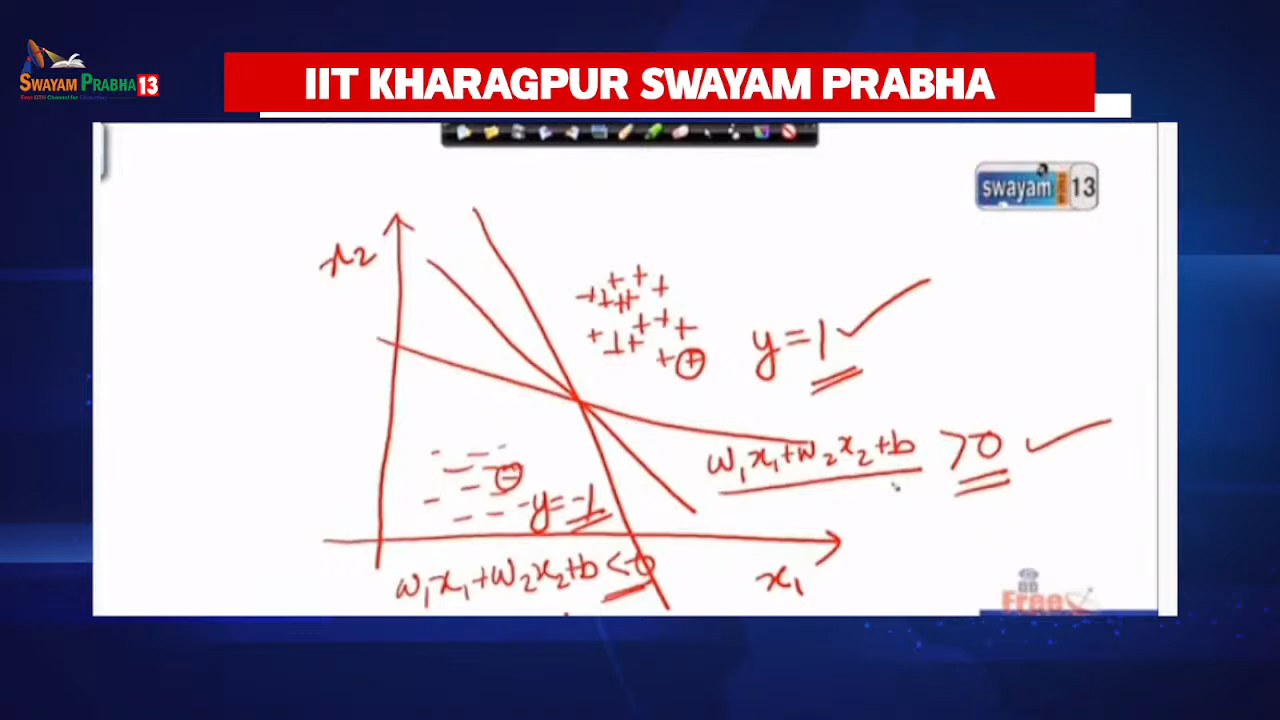 SWAYAM PRABHA 13
IIT KHARAGPUR SWAYAM PRABHA
swayam 13
x2
y=1
w1x1+w2x2+b >0
y=-1
w1x1+w2x2+b <0
x1
Free